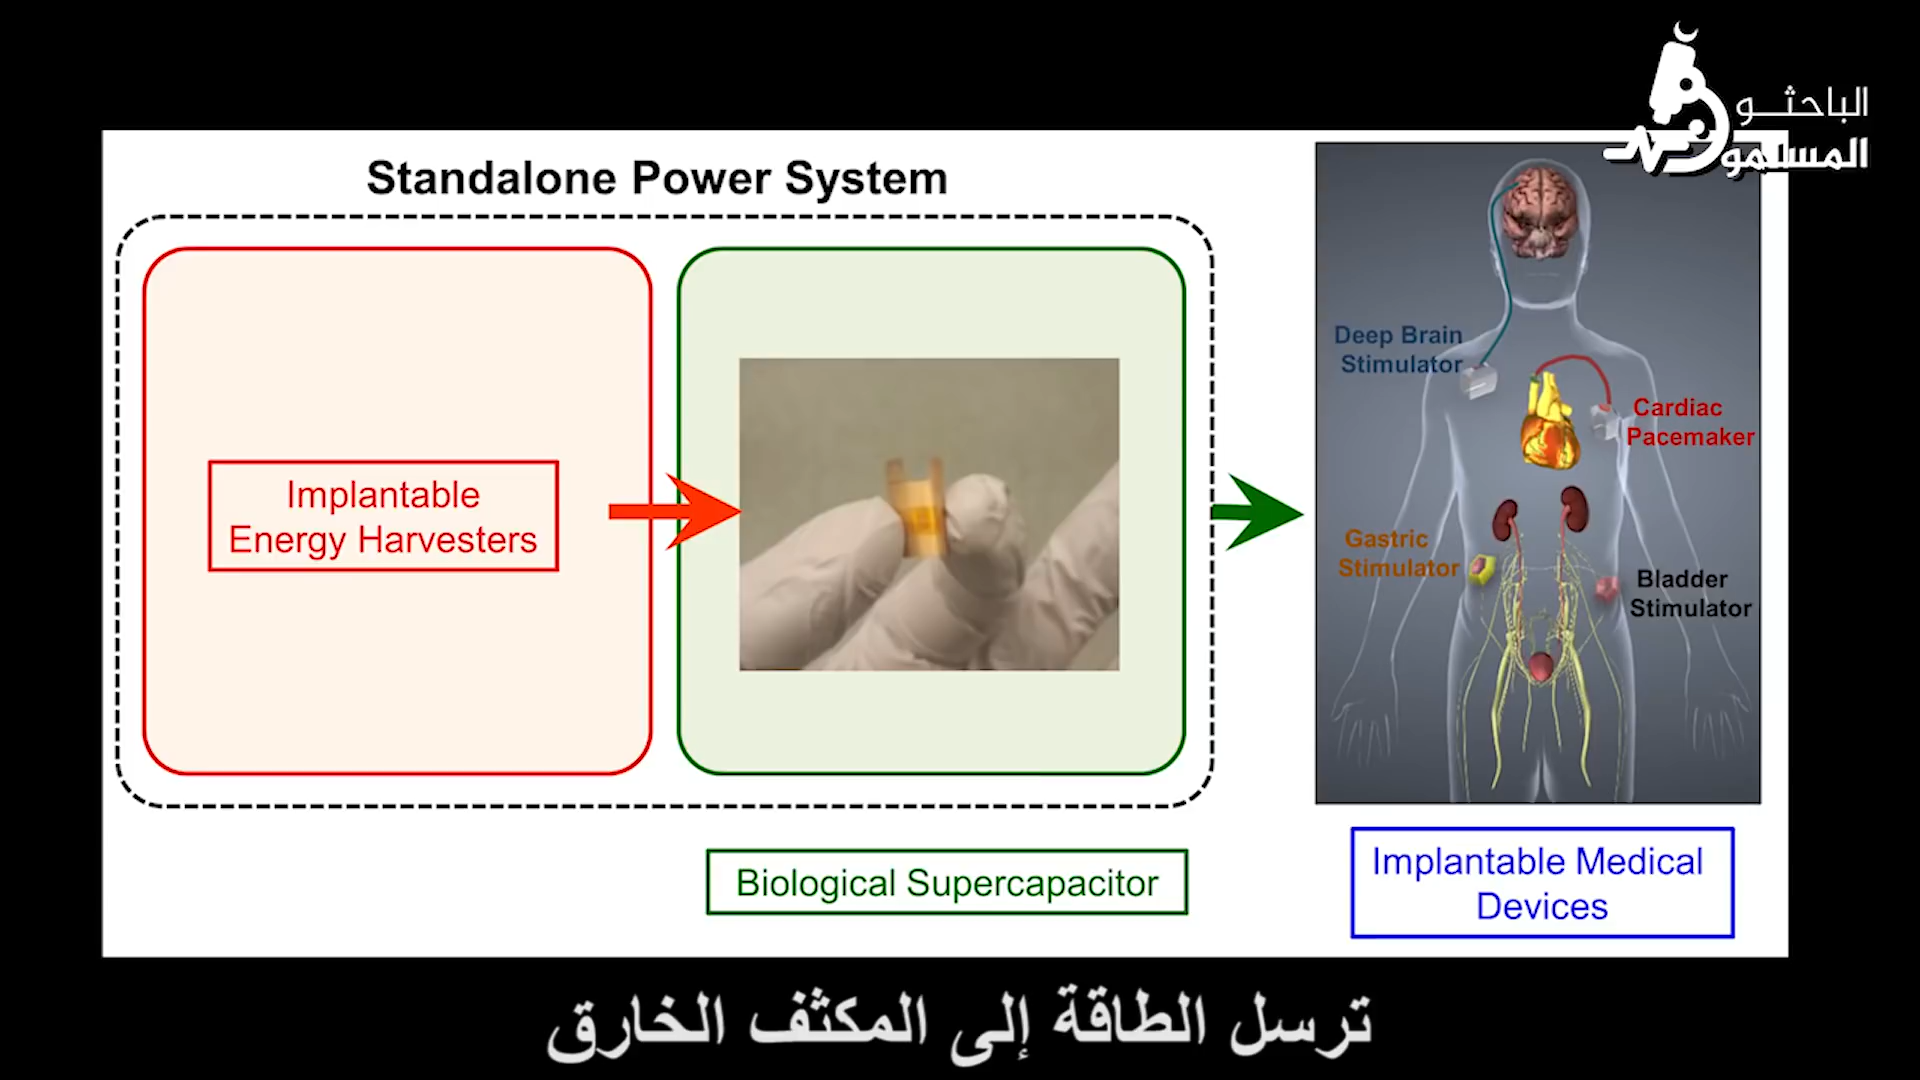 الباحثـون
المسلمون
Standalone Power System
Implantable
Energy Harvesters
Biological Supercapacitor
Deep Brain
Stimulator
Cardiac
Pacemaker
Gastric
Stimulator
Bladder
Stimulator
Implantable Medical
Devices
ترسل الطاقة إلى المكثف الخارق